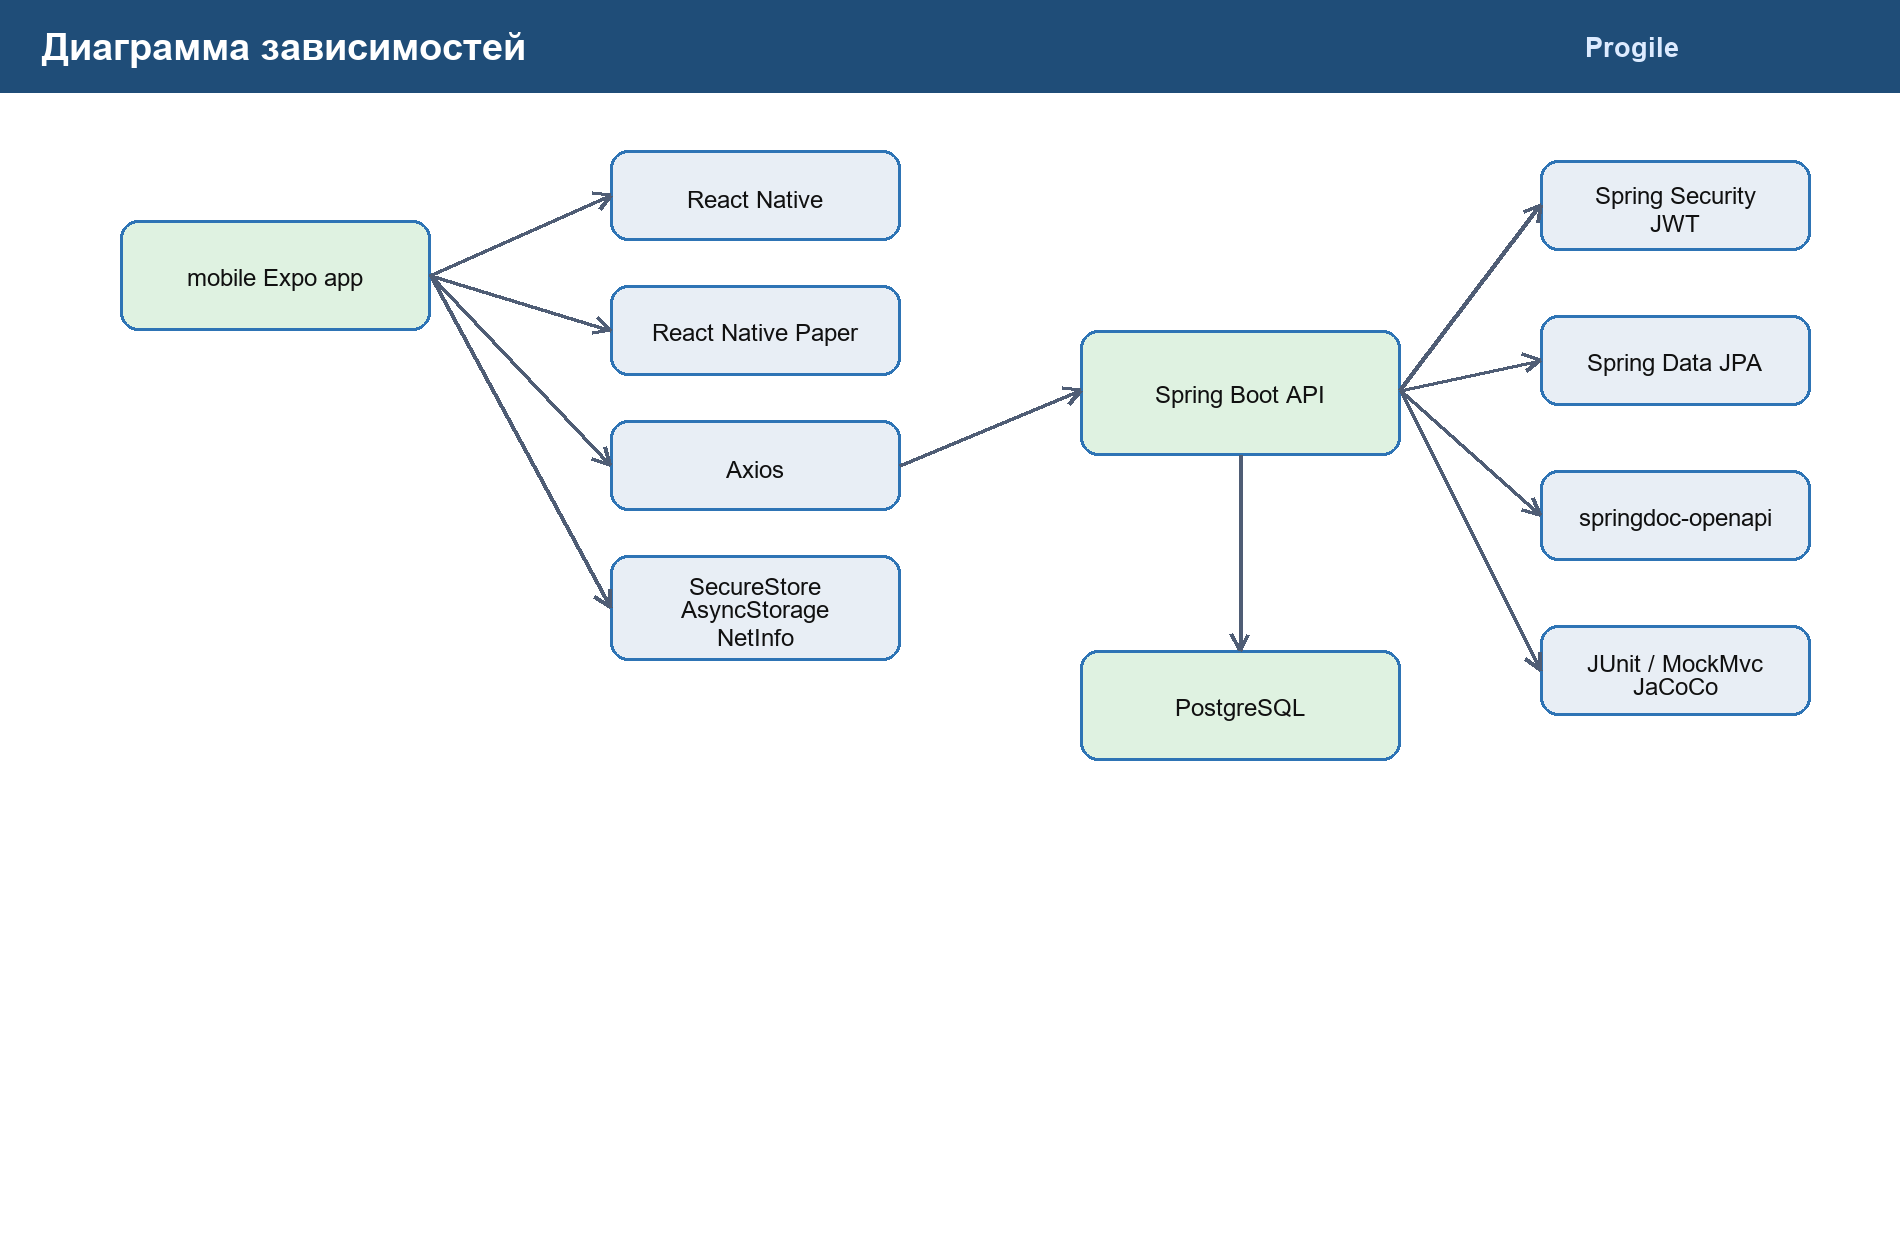 Диаграмма зависимостей
Progile
mobile Expo app
React Native
React Native Paper
Axios
SecureStore
AsyncStorage
NetInfo
Spring Boot API
PostgreSQL
Spring Security
JWT
Spring Data JPA
springdoc-openapi
JUnit / MockMvc
JaCoCo